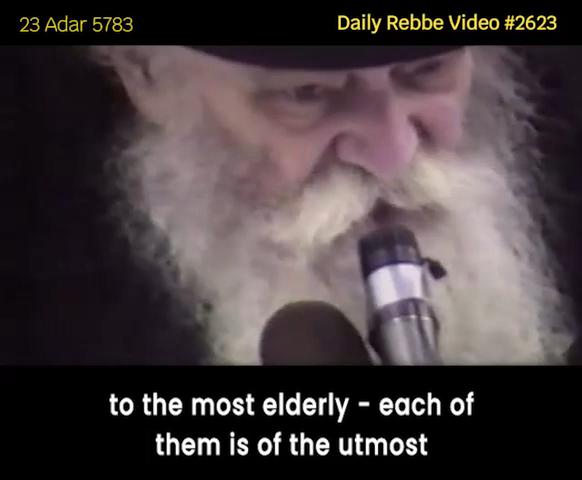 23 Adar 5783
Daily Rebbe Video #2623
to the most elderly - each of
them is of the utmost